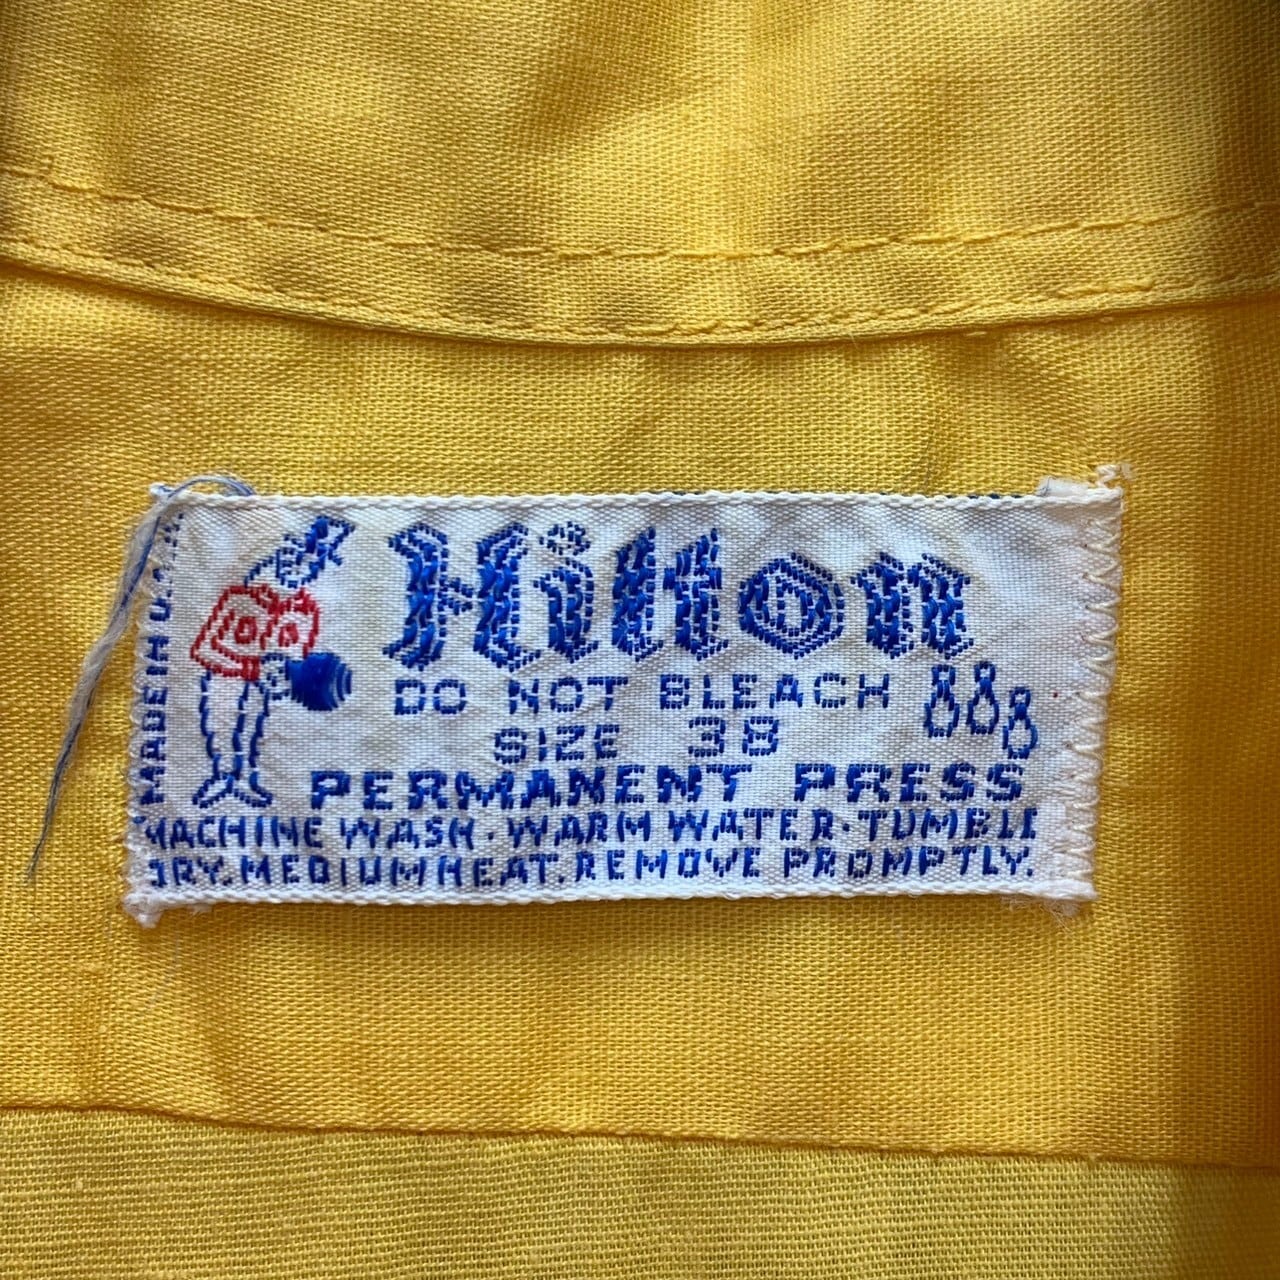 Hilton
DO NOT BLEACH
SIZE 38
PERMANENT PRESS
MACHINE WASH · WARM WATER · TUMBLE
DRY. MEDIUM HEAT. REMOVE PROMPTLY.
MADE IN U.S.A.